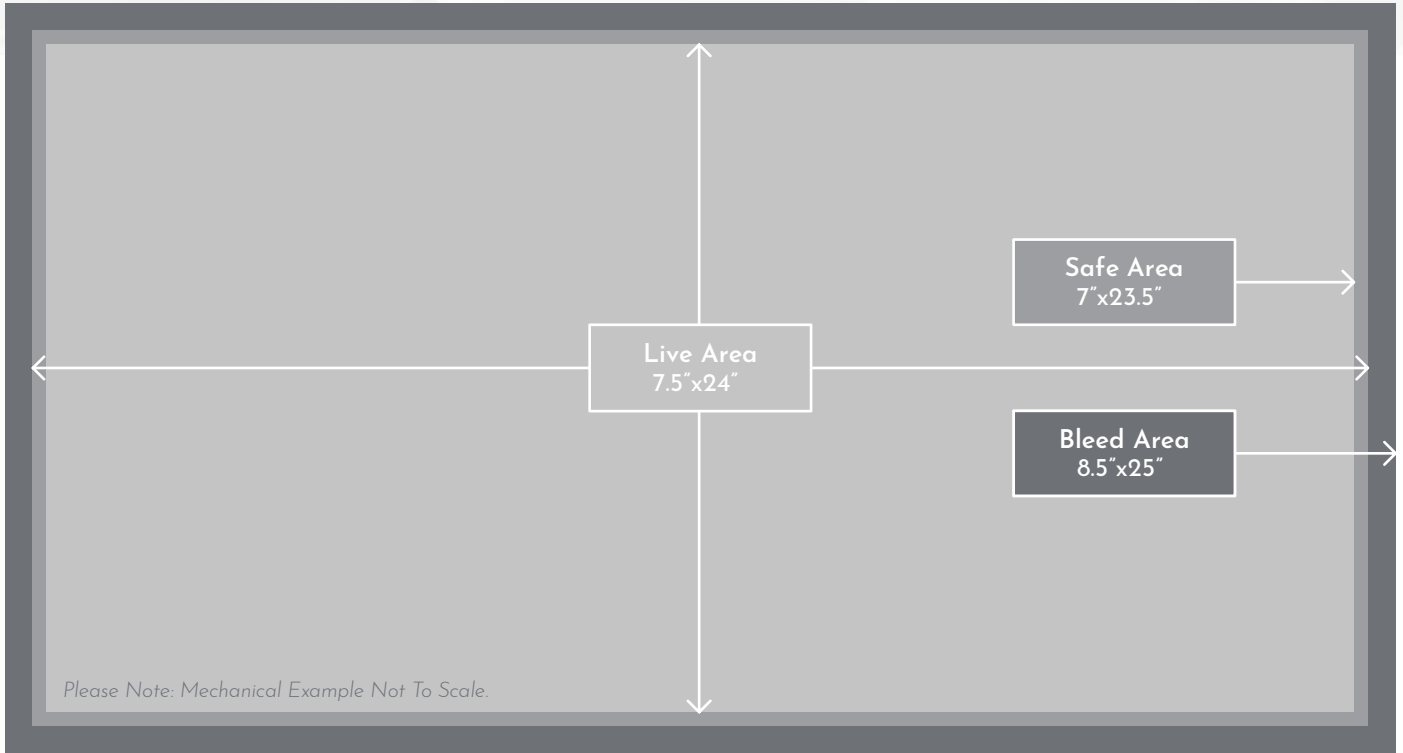 Safe Area
7”x23.5”
Live Area
7.5”x24”
Bleed Area
8.5”x25”
Please Note: Mechanical Example Not To Scale.